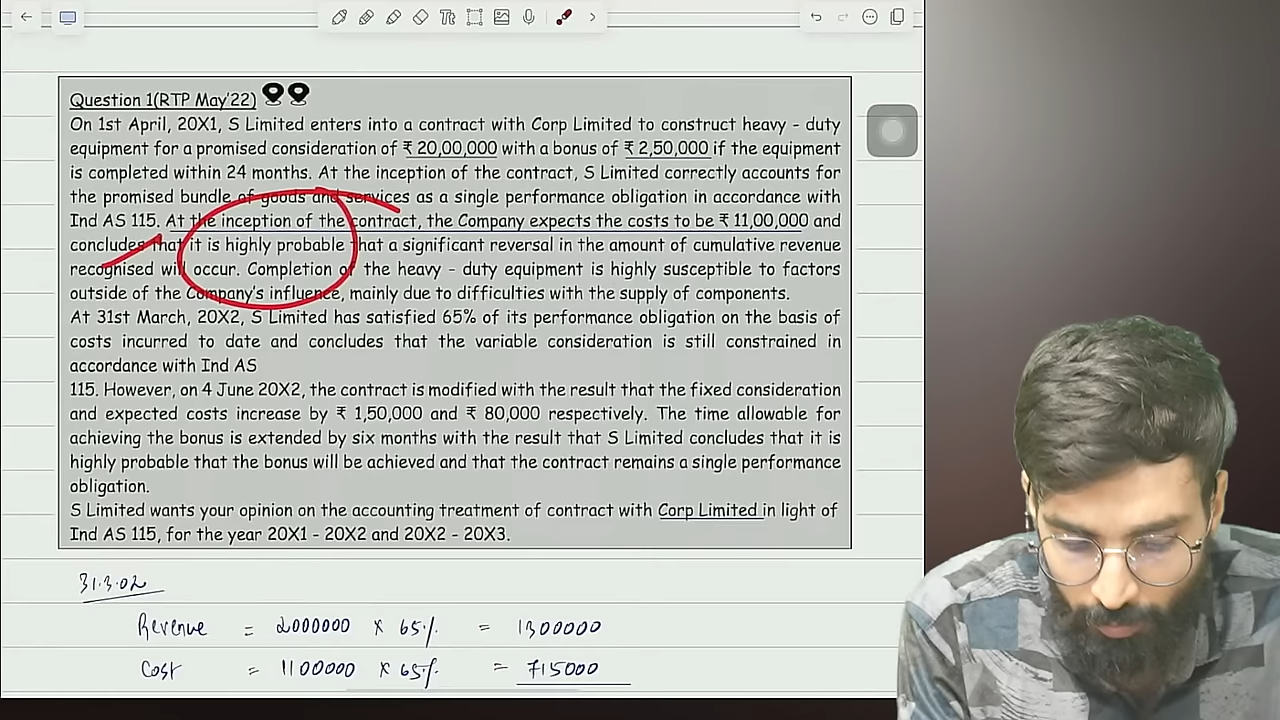 Question 1(RTP May'22)
On 1st April, 20X1, S Limited enters into a contract with Corp Limited to construct heavy - duty
equipment for a promised consideration of ₹ 20,00,000 with a bonus of ₹ 2,50,000 if the equipment
is completed within 24 months. At the inception of the contract, S Limited correctly accounts for
the promised bundle of goods and services as a single performance obligation in accordance with
Ind AS 115. At the inception of the contract, the Company expects the costs to be ₹ 11,00,000 and
concludes that it is highly probable that a significant reversal in the amount of cumulative revenue
recognised will occur. Completion of the heavy - duty equipment is highly susceptible to factors
outside of the Company's influence, mainly due to difficulties with the supply of components.
At 31st March, 20X2, S Limited has satisfied 65% of its performance obligation on the basis of
costs incurred to date and concludes that the variable consideration is still constrained in
accordance with Ind AS
115. However, on 4 June 20X2, the contract is modified with the result that the fixed consideration
and expected costs increase by ₹ 1,50,000 and ₹ 80,000 respectively. The time allowable for
achieving the bonus is extended by six months with the result that S Limited concludes that it is
highly probable that the bonus will be achieved and that the contract remains a single performance
obligation.
S Limited wants your opinion on the accounting treatment of contract with Corp Limited in light of
Ind AS 115, for the year 20X1 - 20X2 and 20X2 - 20X3.
31.3.02
Revenue = 2000000 x 65% = 1300000
Cost = 1100000 x 65% = 715000